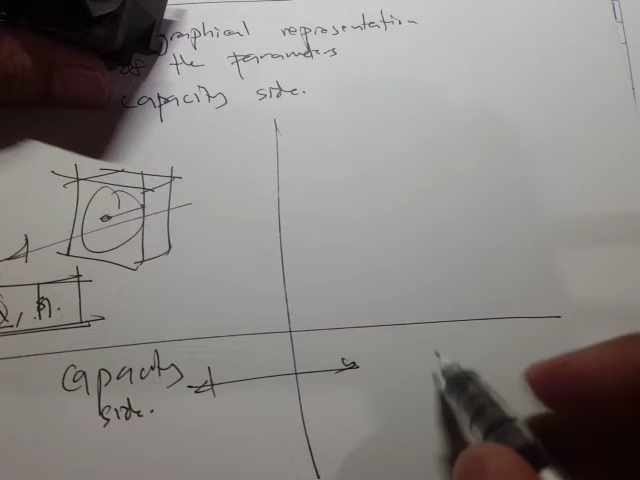 graphical representation
of the parameters
capacity side.
capacity
side.